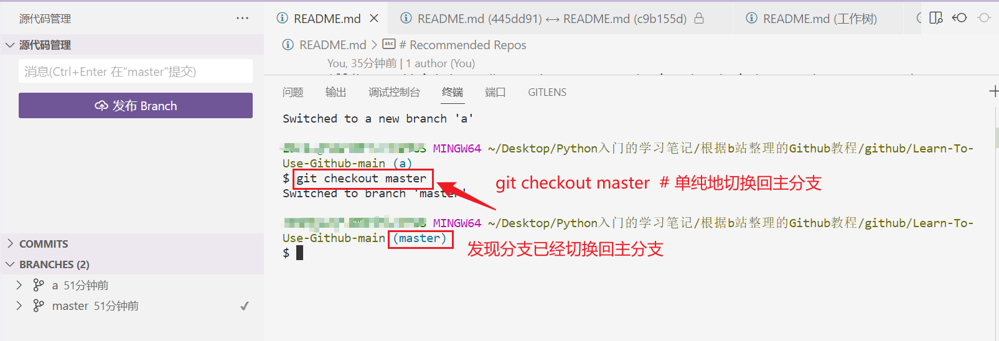 源代码管理 ···
README.md
README.md (445dd91) ↔ README.md (c9b155d)
README.md (工作树)
源代码管理
README.md > # Recommended Repos
消息(Ctrl+Enter 在"master"提交)
You, 35分钟前 | 1 author (You)
发布 Branch
问题 输出 调试控制台 终端 端口 GITLENS
Switched to a new branch 'a'
MINGW64 ~/Desktop/Python入门的学习笔记/根据b站整理的Github教程/github/Learn-To-
Use-Github-main (a)
$ git checkout master
git checkout master # 单纯地切换回主分支
Switched to branch 'master'
MINGW64 ~/Desktop/Python入门的学习笔记/根据b站整理的Github教程/github/Learn-To-
Use-Github-main (master)
发现分支已经切换回主分支
$
COMMITS
BRANCHES (2)
a 51分钟前
master 51分钟前